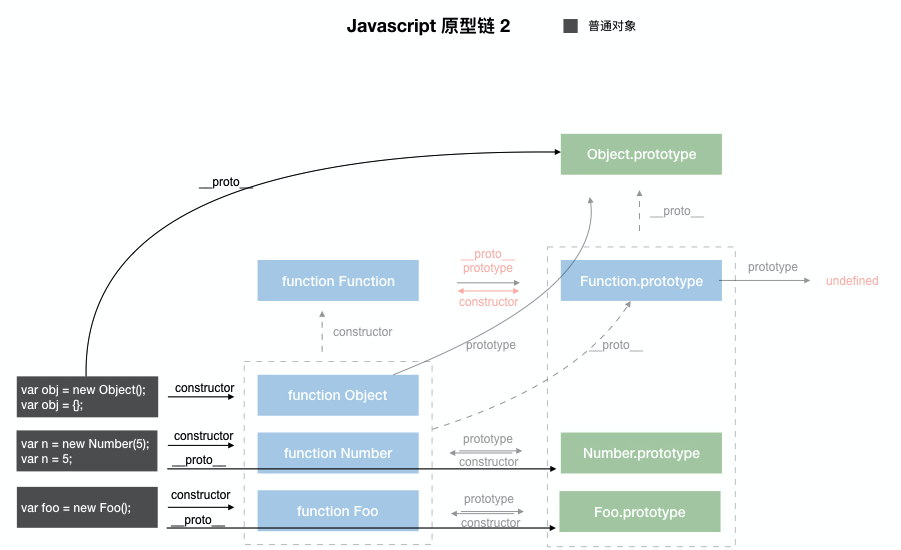 Javascript 原型链 2
普通对象
Object.prototype
__proto__
__proto__
function Function
__proto__
prototype
constructor
Function.prototype
prototype
undefined
constructor
prototype
__proto__
var obj = new Object();
var obj = {};
constructor
function Object
var n = new Number(5);
var n = 5;
constructor
__proto__
function Number
prototype
constructor
Number.prototype
var foo = new Foo();
constructor
__proto__
function Foo
prototype
constructor
Foo.prototype